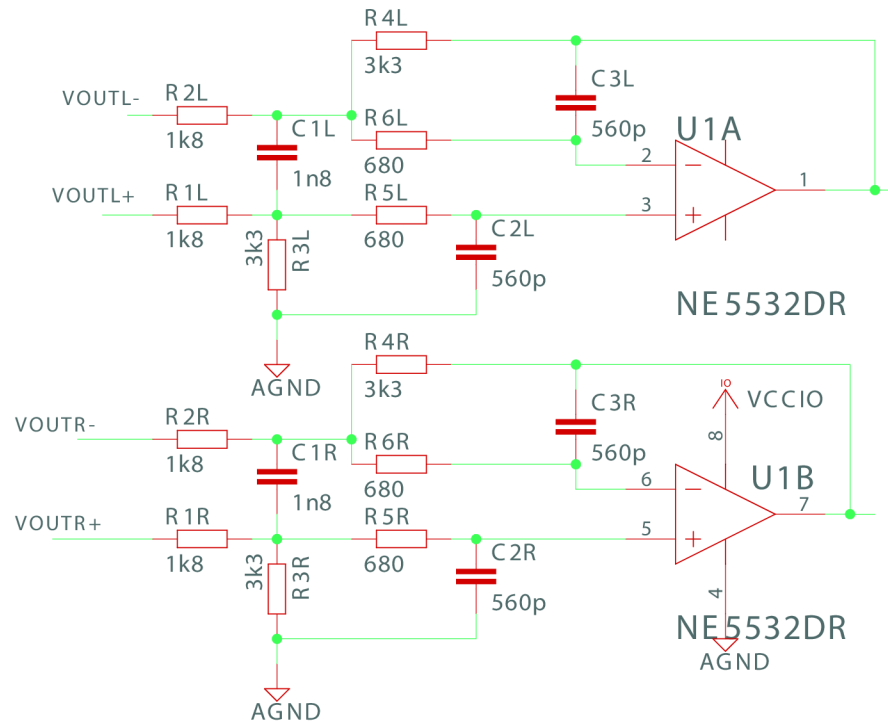 R4L
3k3
VOUTL-
R2L
1k8
C1L
1n8
R6L
680
C3L
560p
U1A
2
1
3
VOUTL+
R1L
1k8
3k3
R3L
R5L
680
C2L
560p
NE5532DR
AGND
R4R
3k3
VOUTR-
R2R
1k8
C1R
1n8
R6R
680
C3R
560p
IO
VCCIO
8
U1B
6
7
5
VOUTR+
R1R
1k8
3k3
R3R
R5R
680
C2R
560p
4
NE5532DR
AGND
AGND